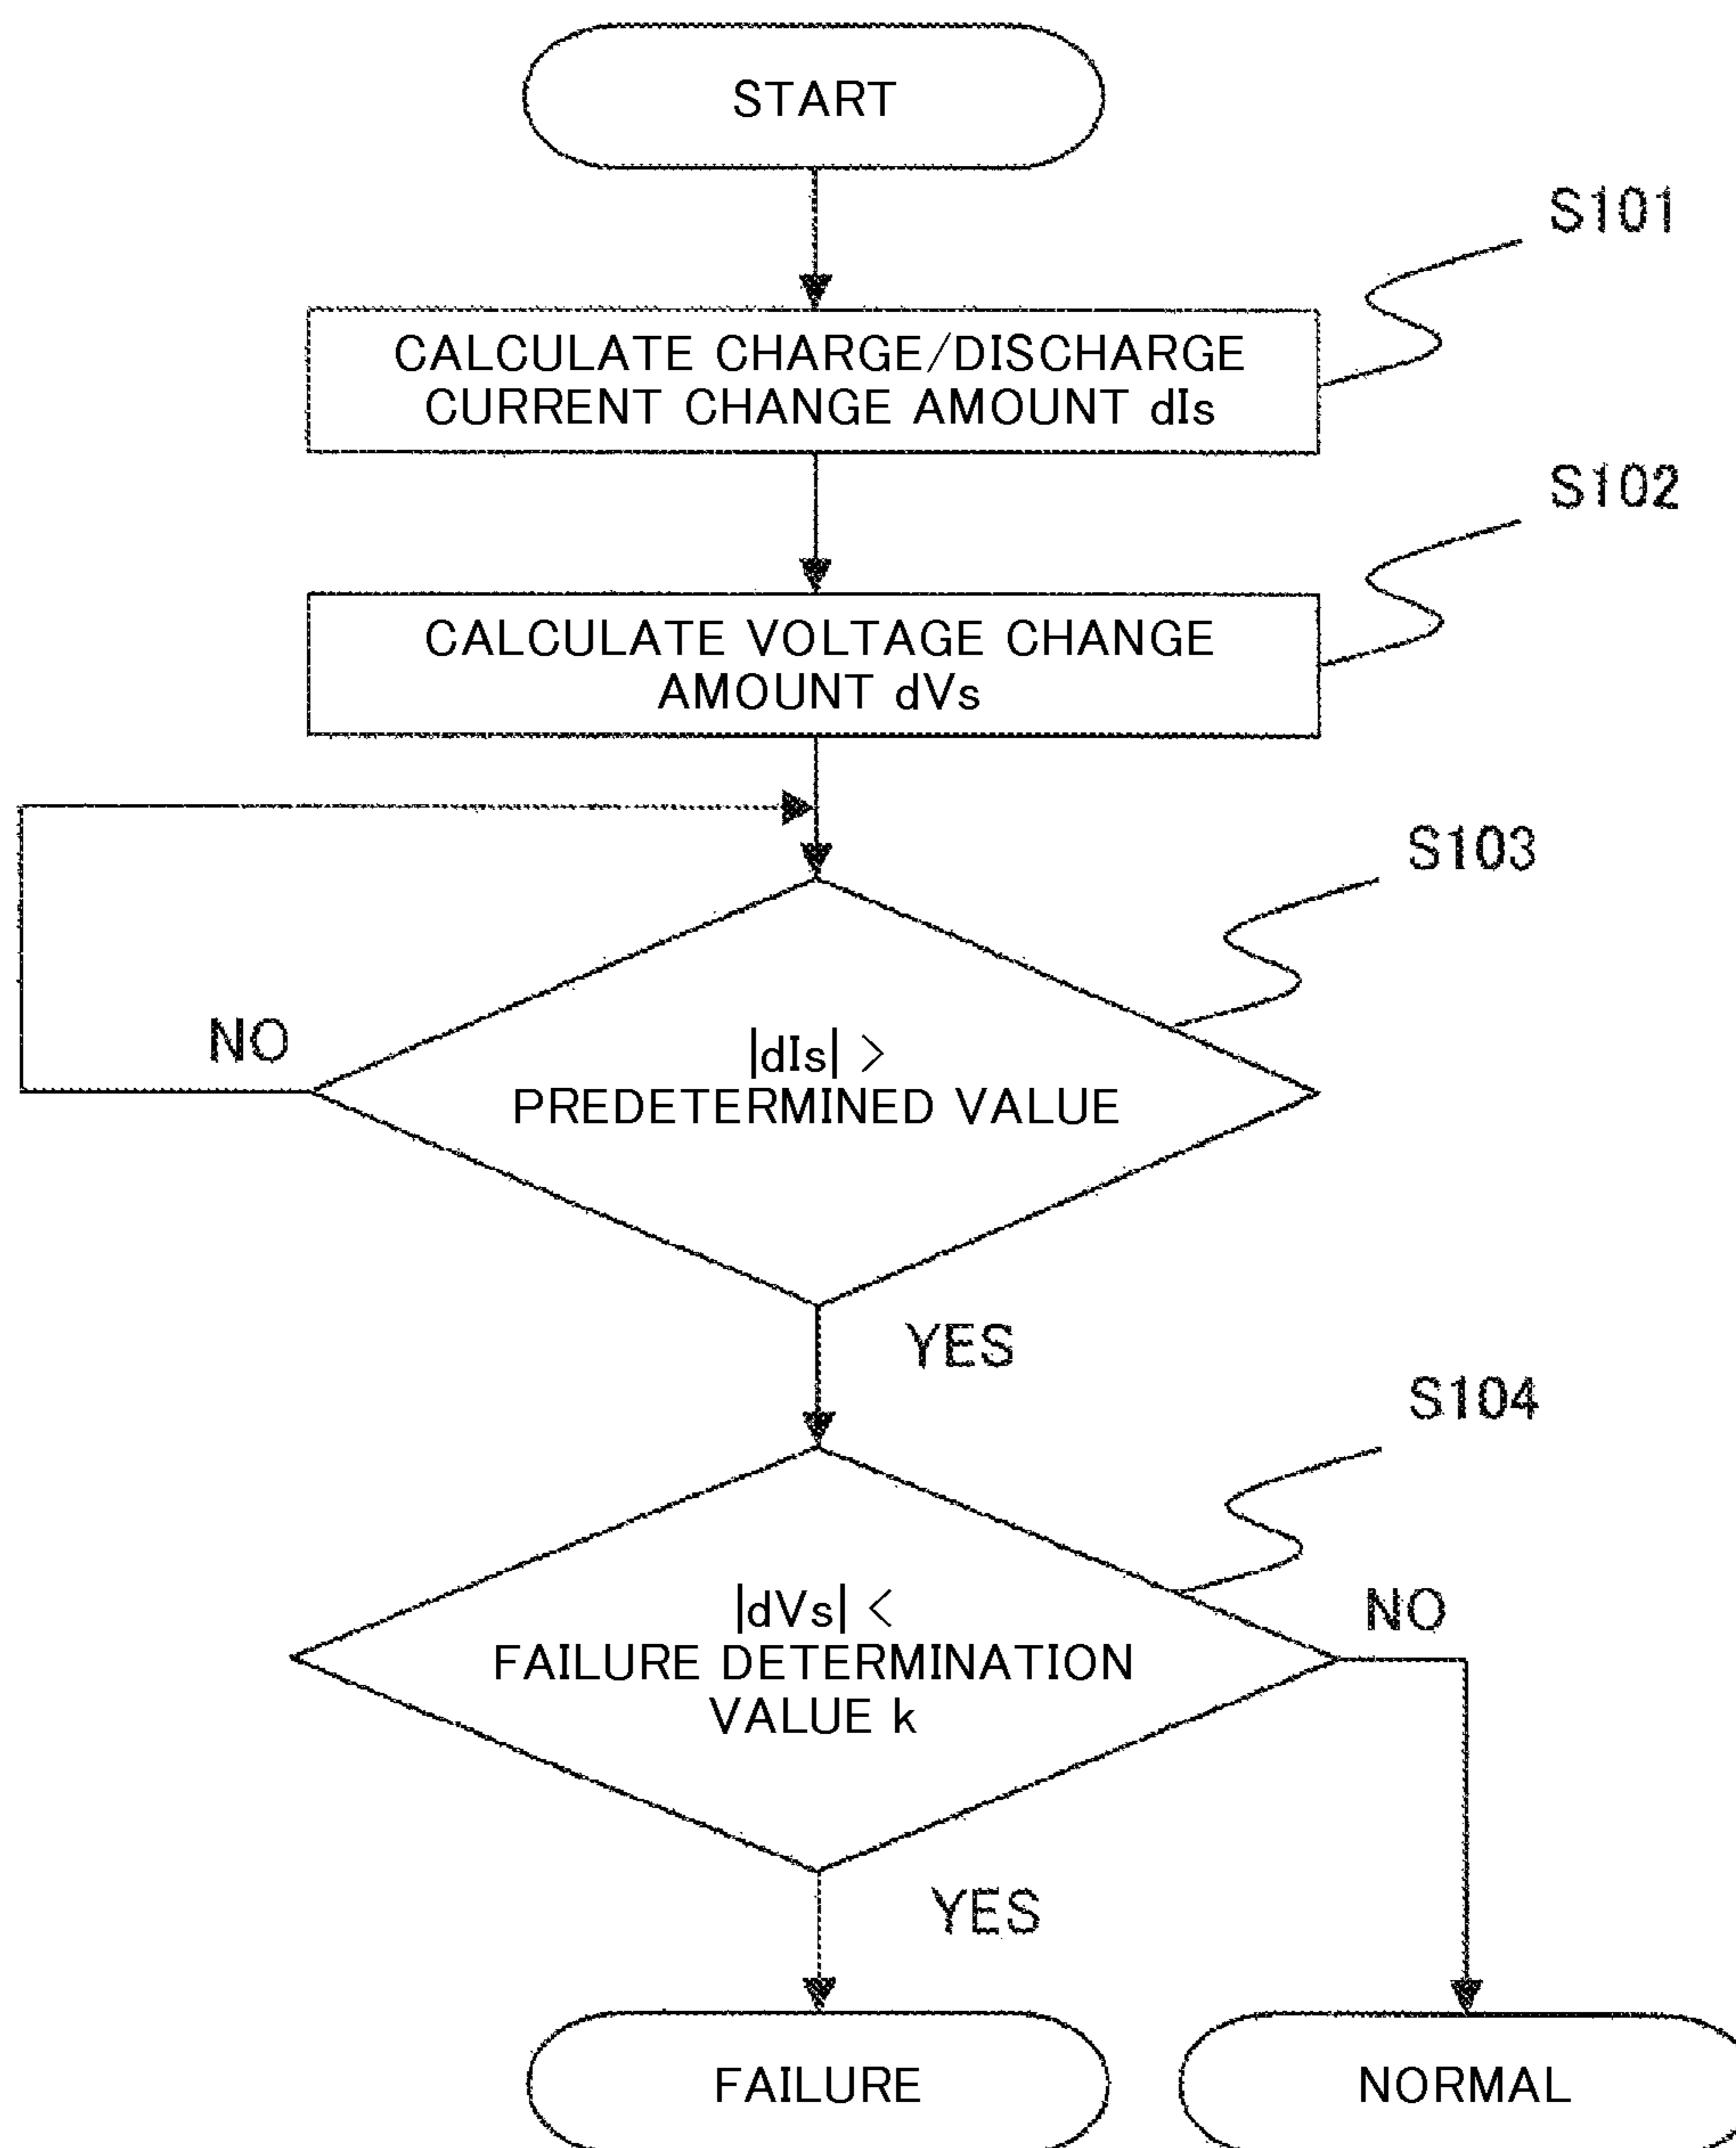 START
S101
CALCULATE CHARGE/DISCHARGE
CURRENT CHANGE AMOUNT dIs
S102
CALCULATE VOLTAGE CHANGE
AMOUNT dVs
S103
NO
|dIs| >
PREDETERMINED VALUE
YES
S104
|dVs| <
FAILURE DETERMINATION
VALUE k
NO
YES
FAILURE
NORMAL